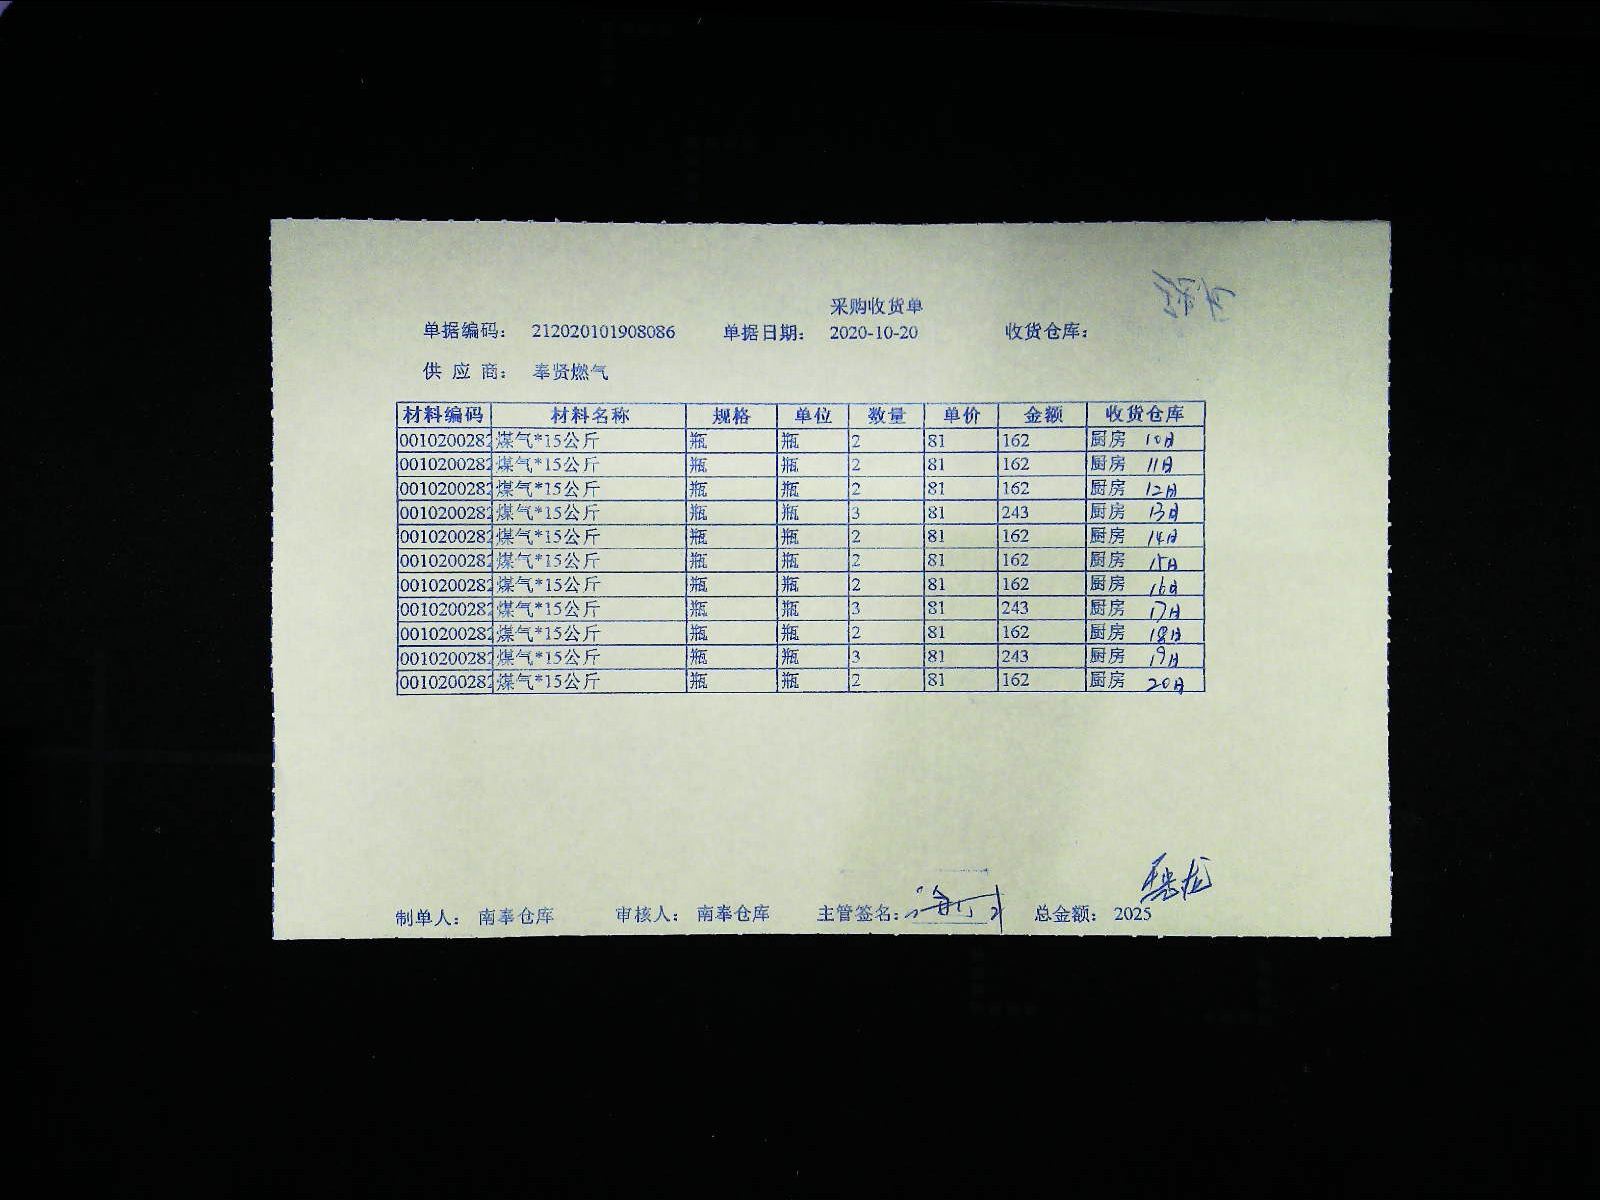 采购收货单
单据编码： 212020101908086 单据日期： 2020-10-20 收货仓库：
供 应 商： 奉贤燃气
材料编码 材料名称 规格 单位 数量 单价 金额 收货仓库
0010200282 煤气*15公斤 瓶 瓶 2 81 162 厨房 10日
0010200282 煤气*15公斤 瓶 瓶 2 81 162 厨房 11日
0010200282 煤气*15公斤 瓶 瓶 2 81 162 厨房 12日
0010200282 煤气*15公斤 瓶 瓶 3 81 243 厨房 13日
0010200282 煤气*15公斤 瓶 瓶 2 81 162 厨房 14日
0010200282 煤气*15公斤 瓶 瓶 2 81 162 厨房 15日
0010200282 煤气*15公斤 瓶 瓶 2 81 162 厨房 16日
0010200282 煤气*15公斤 瓶 瓶 3 81 243 厨房 17日
0010200282 煤气*15公斤 瓶 瓶 2 81 162 厨房 18日
0010200282 煤气*15公斤 瓶 瓶 3 81 243 厨房 19日
0010200282 煤气*15公斤 瓶 瓶 2 81 162 厨房 20日
制单人： 南奉仓库 审核人： 南奉仓库 主管签名： 总金额： 2025